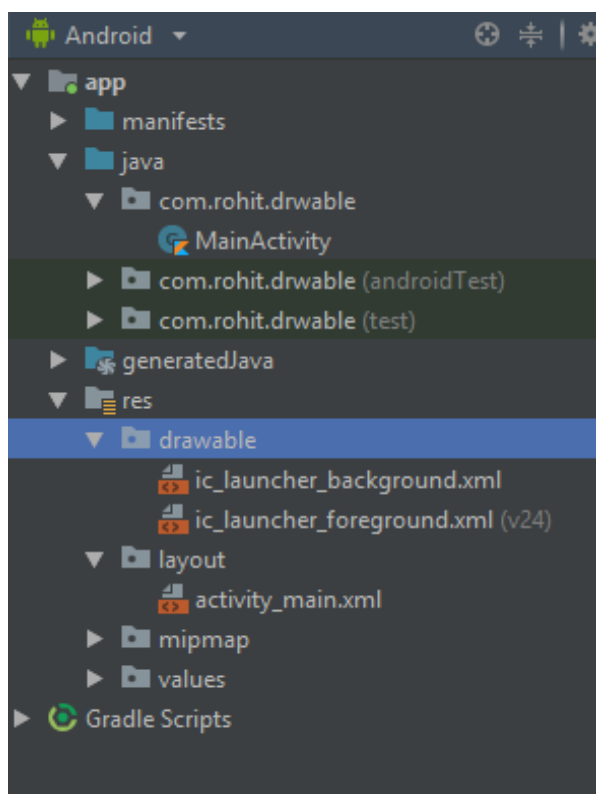 Android
app
manifests
java
com.rohit.drwable
MainActivity
com.rohit.drwable (androidTest)
com.rohit.drwable (test)
generatedJava
res
drawable
ic_launcher_background.xml
ic_launcher_foreground.xml (v24)
layout
activity_main.xml
mipmap
values
Gradle Scripts